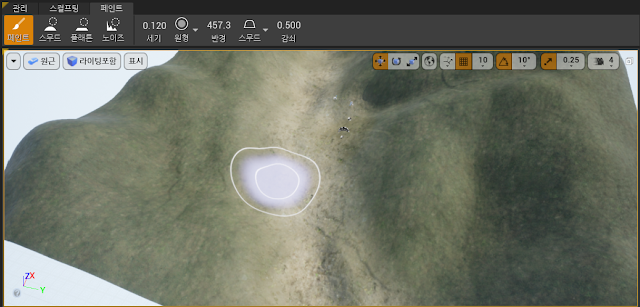 관리 스컬프팅 페인트
0.120 457.3 0.500
페인트 스무드 플래튼 노이즈 세기 원형 반경 스무드 감쇠
원근 라이팅포함 표시 10 10° 0.25 4
Z X
Y